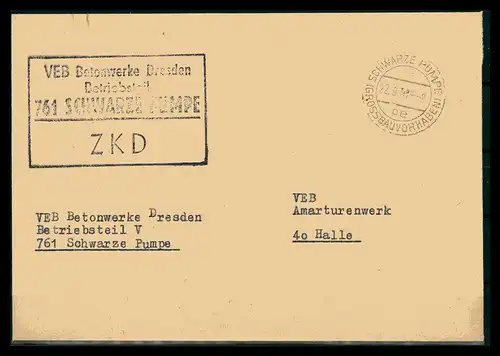 VEB Betonwerke Dresden
Betriebsteil
761 SCHWARZE PUMPE
ZKD
SCHWARZE PUMPE
(GROSSBAUVORHABEN)
VEB Betonwerke Dresden
Betriebsteil V
761 Schwarze Pumpe
VEB
Amarturenwerk
4o Halle